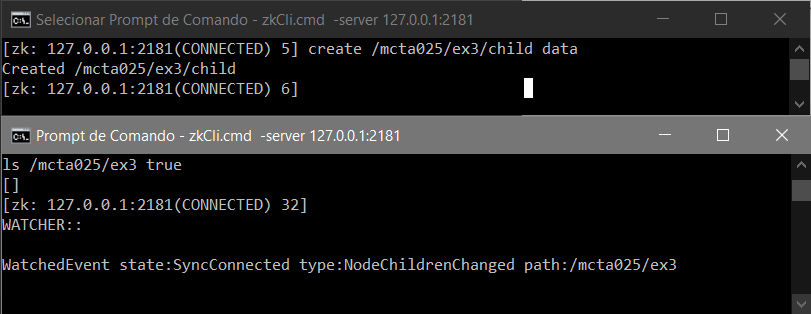 Selecionar Prompt de Comando - zkCli.cmd -server 127.0.0.1:2181
[zk: 127.0.0.1:2181(CONNECTED) 5] create /mcta025/ex3/child data
Created /mcta025/ex3/child
[zk: 127.0.0.1:2181(CONNECTED) 6]
Prompt de Comando - zkCli.cmd -server 127.0.0.1:2181
ls /mcta025/ex3 true
[]
[zk: 127.0.0.1:2181(CONNECTED) 32]
WATCHER::
WatchedEvent state:SyncConnected type:NodeChildrenChanged path:/mcta025/ex3